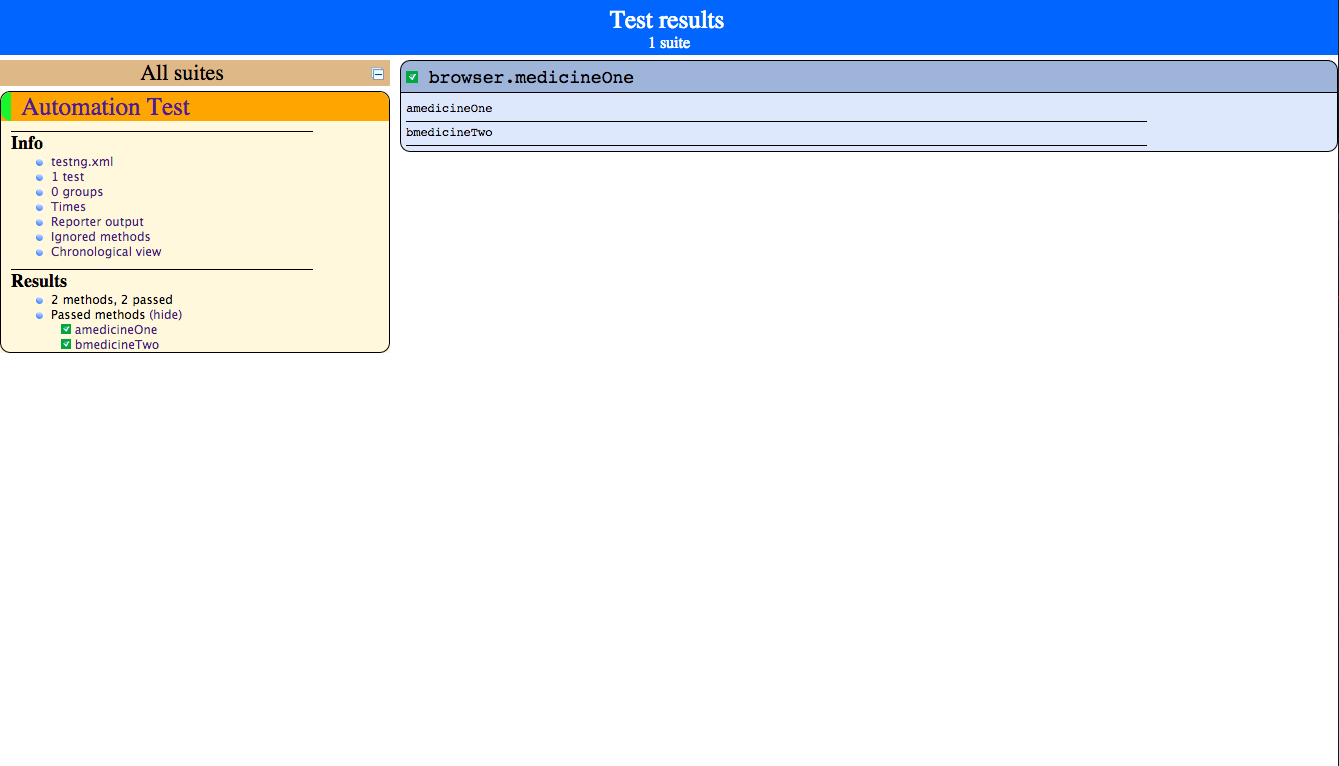 Test results
1 suite
All suites
Automation Test
Info
testng.xml
1 test
0 groups
Times
Reporter output
Ignored methods
Chronological view
Results
2 methods, 2 passed
Passed methods (hide)
amedicineOne
bmedicineTwo
browser.medicineOne
amedicineOne
bmedicineTwo